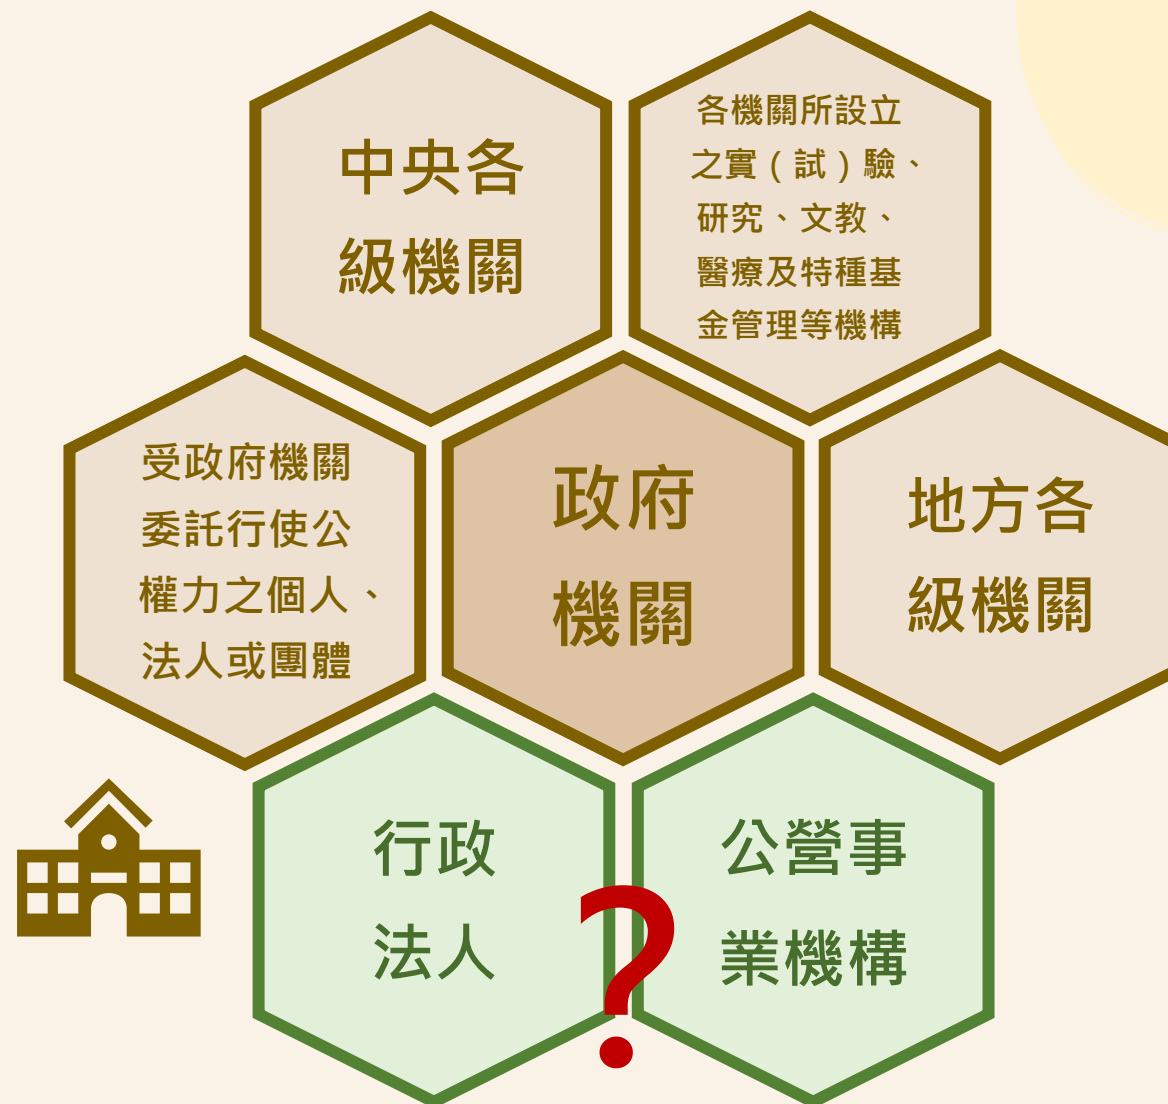 中央各
級機關
各機關所設立
之實（試）驗、
研究、文教、
醫療及特種基
金管理等機構
受政府機關
委託行使公
權力之個人、
法人或團體
政府
機關
地方各
級機關
行政
法人
?
公營事
業機構